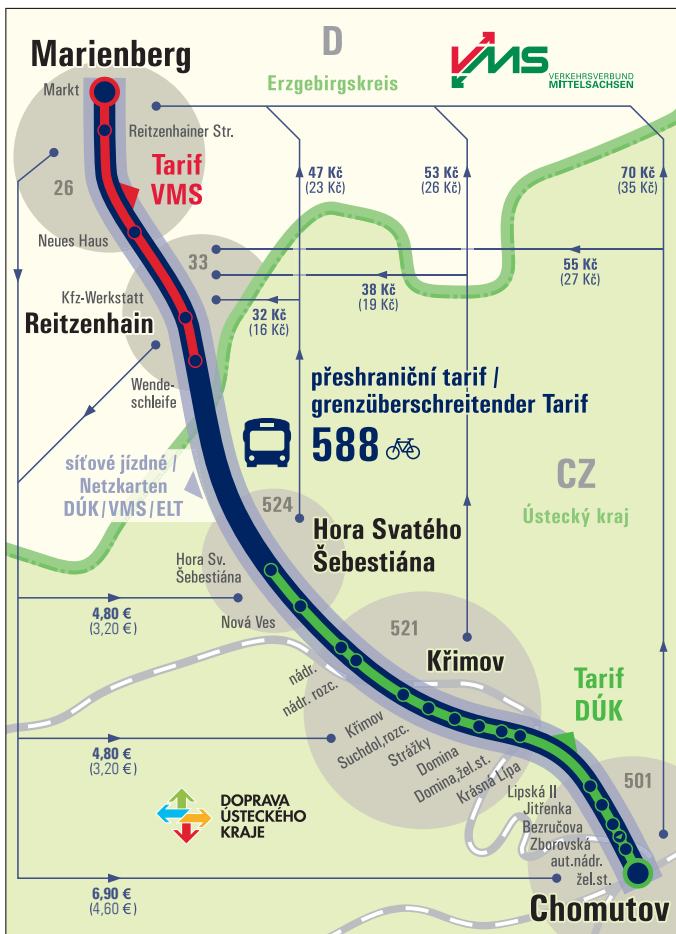 D
Marienberg
VMS
VERKEHRSVERBUND
MITTELSACHSEN
Erzgebirgskreis
Markt
Reitzenhainer Str.
Tarif
VMS
26
47 Kč
(23 Kč)
53 Kč
(26 Kč)
70 Kč
(35 Kč)
Neues Haus
33
55 Kč
(27 Kč)
38 Kč
(19 Kč)
32 Kč
(16 Kč)
Kfz-Werkstatt
Reitzenhain
Wende-
schleife
přeshraniční tarif /
grenzüberschreitender Tarif
588
síťové jízdné /
Netzkarten
DÚK/VMS/ELT
CZ
Ústecký kraj
524
Hora Svatého
Šebestiána
Hora Sv.
Šebestiána
Nová Ves
4,80 €
(3,20 €)
521
Křimov
nádr.
nádr. rozc.
Křimov
Suchdol,rozc.
Strážky
Domina
Domina,žel.st.
Krásná Lípa
Tarif
DÚK
4,80 €
(3,20 €)
501
Lipská II
Jitřenka
Bezručova
Zborovská
aut.nádr.
žel.st.
DOPRAVA
ÚSTECKÉHO
KRAJE
6,90 €
(4,60 €)
Chomutov